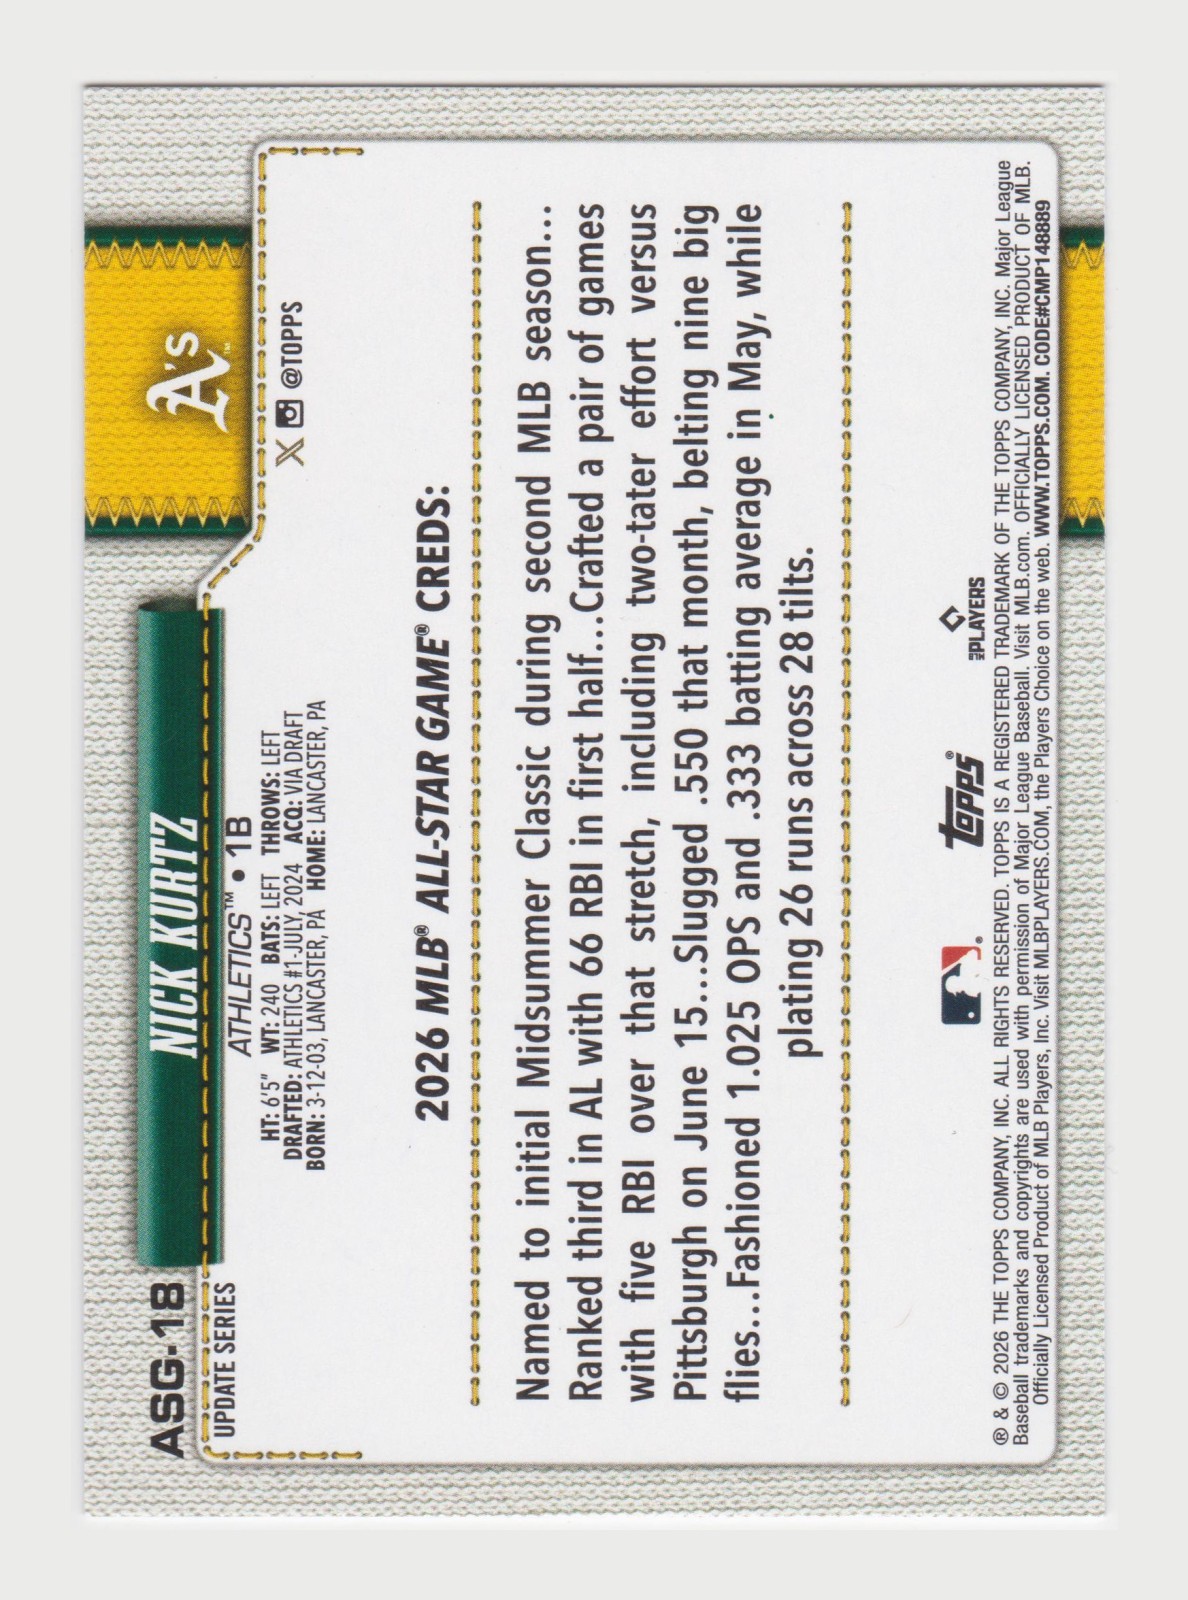 ASG-18
NICK KURTZ
A's™
UPDATE SERIES
ATHLETICS™ • 1B
HT: 6'5" WT: 240 BATS: LEFT THROWS: LEFT
DRAFTED: ATHLETICS #1-JULY, 2024 ACQ: VIA DRAFT
BORN: 3-12-03, LANCASTER, PA HOME: LANCASTER, PA
X @TOPPS
2026 MLB® ALL-STAR GAME® CREDS:
Named to initial Midsummer Classic during second MLB season…
Ranked third in AL with 66 RBI in first half…Crafted a pair of games
with five RBI over that stretch, including two-tater effort versus
Pittsburgh on June 15…Slugged .550 that month, belting nine big
flies…Fashioned 1.025 OPS and .333 batting average in May, while
plating 26 runs across 28 tilts.
topps®
MLB PLAYERS
® & © 2026 THE TOPPS COMPANY, INC. ALL RIGHTS RESERVED. TOPPS IS A REGISTERED TRADEMARK OF THE TOPPS COMPANY, INC. Major League
Baseball trademarks and copyrights are used with permission of Major League Baseball. Visit MLB.com. OFFICIALLY LICENSED PRODUCT OF MLB.
Officially Licensed Product of MLB Players, Inc. Visit MLBPLAYERS.COM, the Players Choice on the web. WWW.TOPPS.COM. CODE#CMP148889